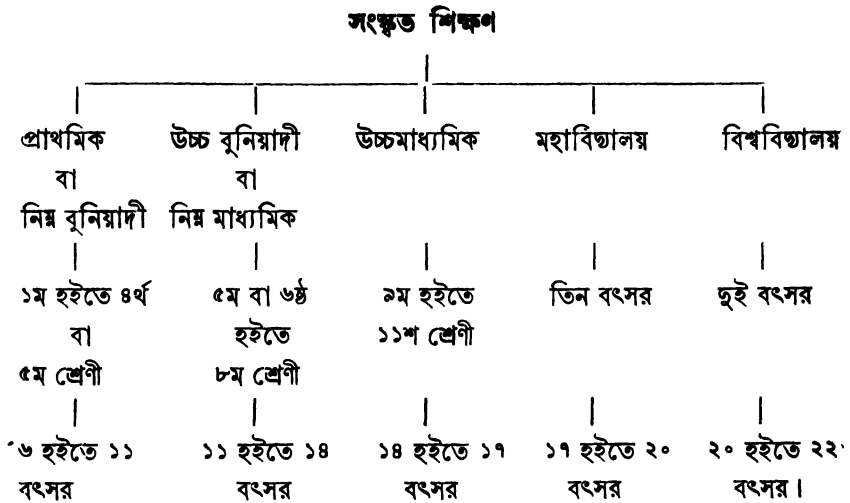 সংস্কৃত শিক্ষণ
প্রাথমিক উচ্চ বুনিয়াদী উচ্চমাধ্যমিক মহাবিদ্যালয় বিশ্ববিদ্যালয়
বা বা
নিম্ন বুনিয়াদী নিম্ন মাধ্যমিক
১ম হইতে ৪র্থ ৫ম বা ৬ষ্ঠ ৯ম হইতে তিন বৎসর দুই বৎসর
বা হইতে ১১শ শ্রেণী
৫ম শ্রেণী ৮ম শ্রেণী
৬ হইতে ১১ ১১ হইতে ১৪ ১৪ হইতে ১৭ ১৭ হইতে ২০ ২০ হইতে ২২
বৎসর বৎসর বৎসর বৎসর বৎসর।